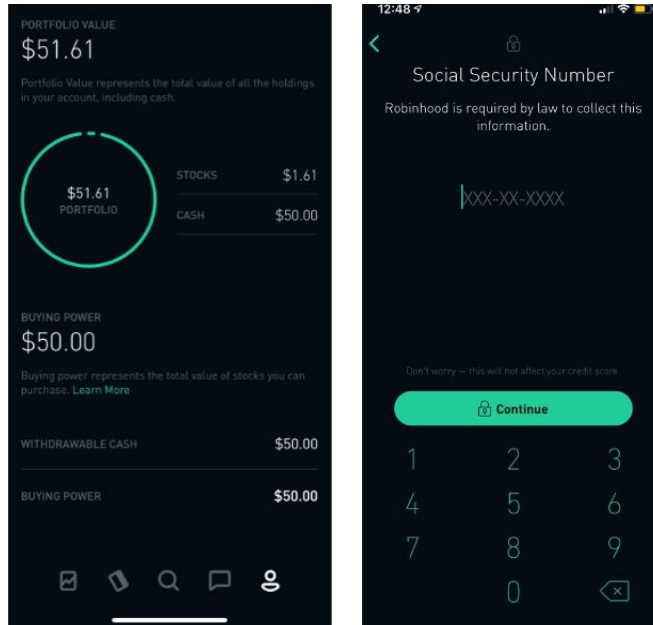 PORTFOLIO VALUE
$51.61
Portfolio Value represents the total value of all the holdings
in your account, including cash.
$51.61
PORTFOLIO
STOCKS $1.61
CASH $50.00
BUYING POWER
$50.00
Buying power represents the total value of stocks you can
purchase. Learn More
WITHDRAWABLE CASH $50.00
BUYING POWER $50.00
12:48
Social Security Number
Robinhood is required by law to collect this
information.
XXX-XX-XXXX
Don't worry — this will not affect your credit score.
Continue
1 2 3
4 5 6
7 8 9
0